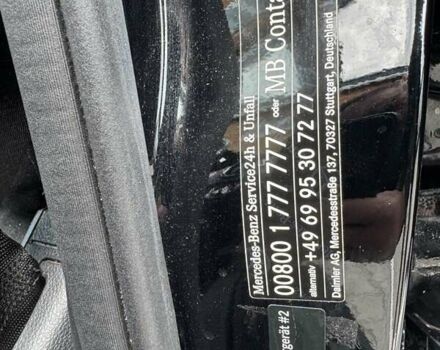 Mercedes-Benz Service24h & Unfall
00800 1 777 7777 oder MB Conta
alternativ +49 69 95 30 72 77
Daimler AG, Mercedesstraße 137, 70327 Stuttgart, Deutschland
gerät #2